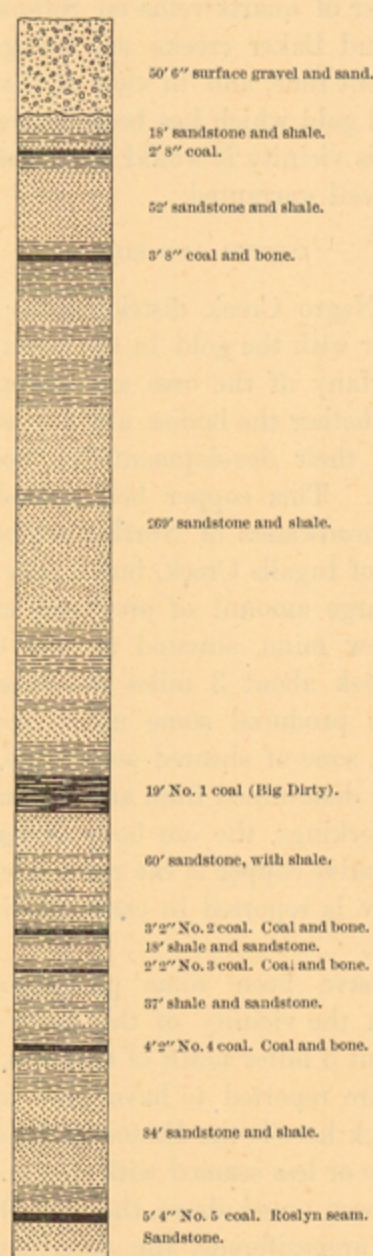 50' 6" surface gravel and sand.
18' sandstone and shale.
2' 8" coal.
52' sandstone and shale.
3' 8" coal and bone.
269' sandstone and shale.
19' No. 1 coal (Big Dirty).
60' sandstone, with shale.
3' 2" No. 2 coal. Coal and bone.
18' shale and sandstone.
2' 2" No. 3 coal. Coal and bone.
37' shale and sandstone.
4' 2" No. 4 coal. Coal and bone.
84' sandstone and shale.
5' 4" No. 5 coal. Roslyn seam.
Sandstone.